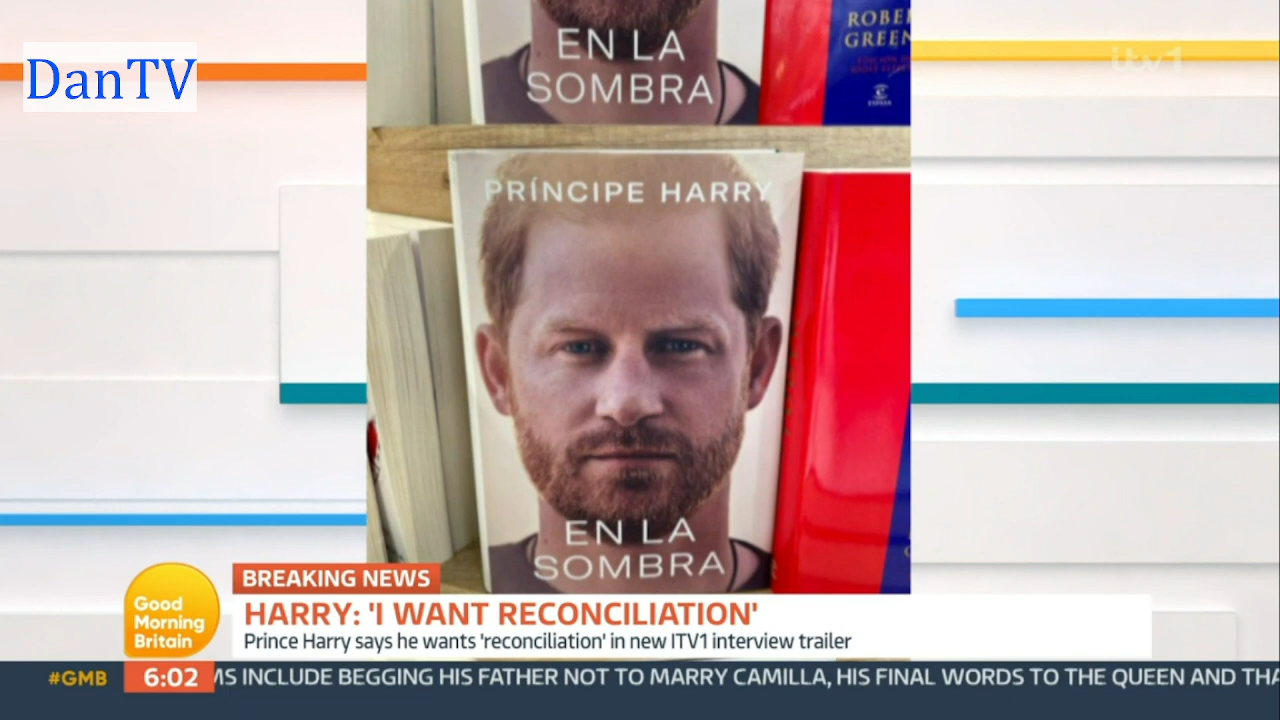 DanTV
itv1
EN LA
SOMBRA
GREEN
PRÍNCIPE HARRY
EN LA
SOMBRA
BREAKING NEWS
Good
Morning
Britain
HARRY: 'I WANT RECONCILIATION'
Prince Harry says he wants 'reconciliation' in new ITV1 interview trailer
#GMB
6:02
MS INCLUDE BEGGING HIS FATHER NOT TO MARRY CAMILLA, HIS FINAL WORDS TO THE QUEEN AND THA